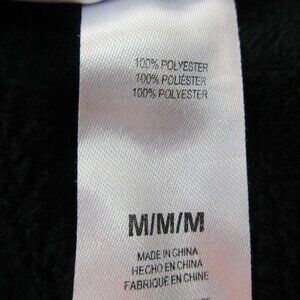 100% POLYESTER
100% POLIÉSTER
100% POLYESTER
M/M/M
MADE IN CHINA
HECHO EN CHINA
FABRIQUE EN CHINE